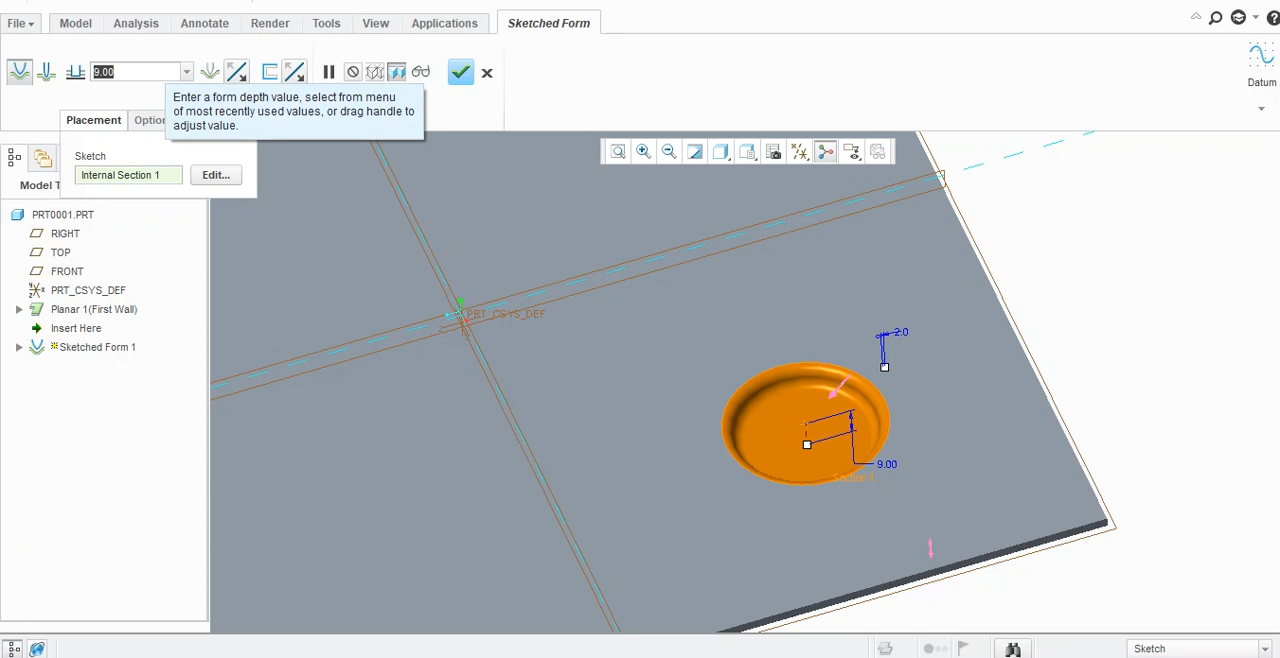 File Model Analysis Annotate Render Tools View Applications Sketched Form
9.00
Datum
Enter a form depth value, select from menu
of most recently used values, or drag handle to
adjust value.
Placement Optio
Sketch
Internal Section 1 Edit...
Model T
PRT0001.PRT
RIGHT
TOP
FRONT
PRT_CSYS_DEF
Planar 1(First Wall)
Insert Here
Sketched Form 1
PRT_CSYS_DEF
2.0
9.00
Section 1
Sketch